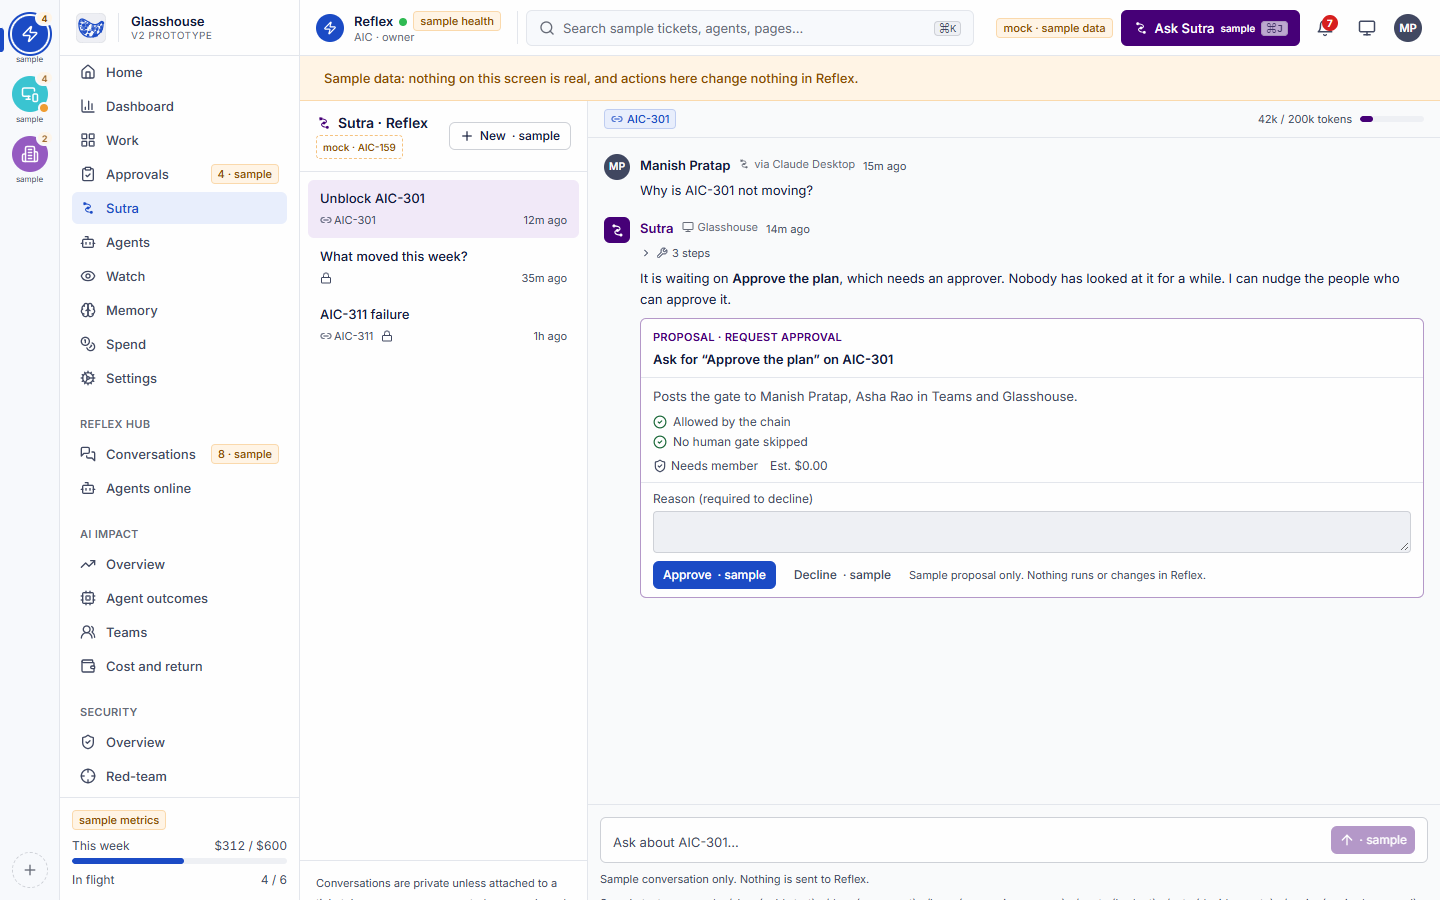 4
sample
4
sample
2
sample
Glasshouse
V2 PROTOTYPE
Home
Dashboard
Work
Approvals 4 · sample
Sutra
Agents
Watch
Memory
Spend
Settings
REFLEX HUB
Conversations 8 · sample
Agents online
AI IMPACT
Overview
Agent outcomes
Teams
Cost and return
SECURITY
Overview
Red-team
sample metrics
This week $312 / $600
In flight 4 / 6
Reflex sample health
AIC · owner
Search sample tickets, agents, pages... ⌘K
mock · sample data
Ask Sutra sample ⌘J
7
MP
Sample data: nothing on this screen is real, and actions here change nothing in Reflex.
Sutra · Reflex
mock · AIC-159
New · sample
Unblock AIC-301
AIC-301 12m ago
What moved this week?
35m ago
AIC-311 failure
AIC-311 1h ago
Conversations are private unless attached to a
AIC-301
42k / 200k tokens
MP Manish Pratap via Claude Desktop 15m ago
Why is AIC-301 not moving?
Sutra Glasshouse 14m ago
3 steps
It is waiting on Approve the plan, which needs an approver. Nobody has looked at it for a while. I can nudge the people who
can approve it.
PROPOSAL · REQUEST APPROVAL
Ask for “Approve the plan” on AIC-301
Posts the gate to Manish Pratap, Asha Rao in Teams and Glasshouse.
Allowed by the chain
No human gate skipped
Needs member Est. $0.00
Reason (required to decline)
Approve · sample Decline · sample Sample proposal only. Nothing runs or changes in Reflex.
Ask about AIC-301...
· sample
Sample conversation only. Nothing is sent to Reflex.